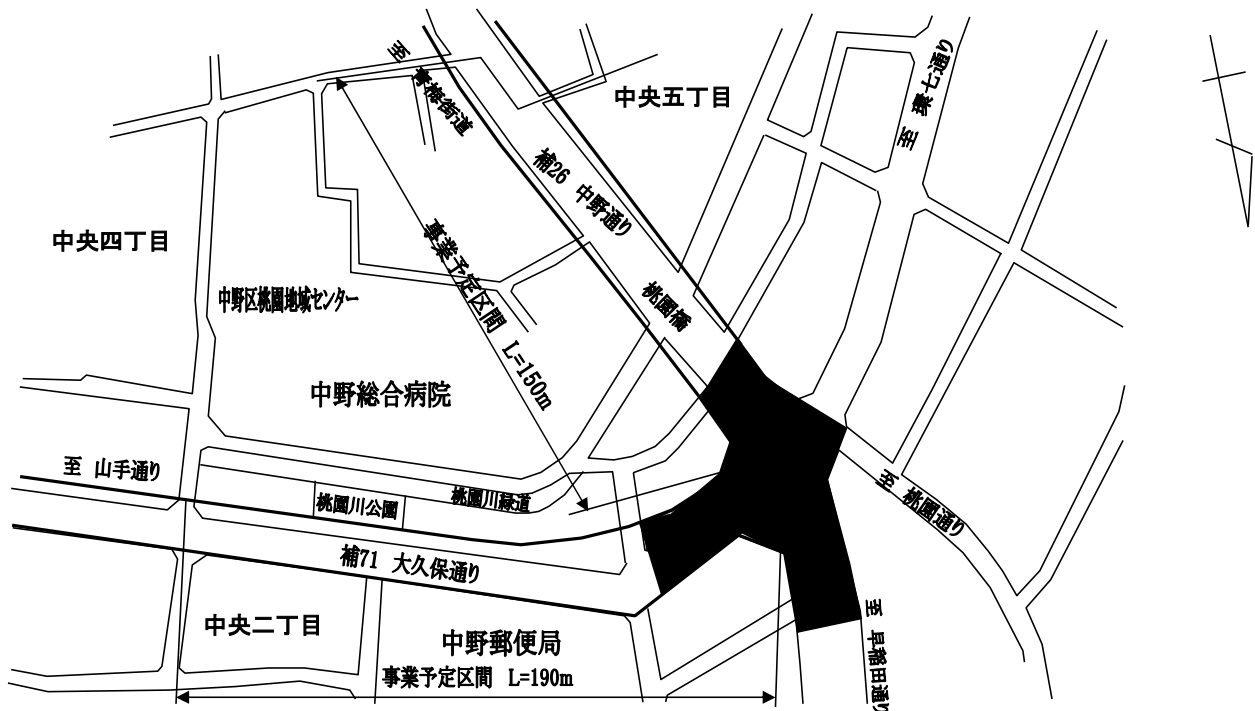 至 青梅街道
中央五丁目
至 環七通り
補26 中野通り
中央四丁目
事業予定区間 L=150m
中野区桃園地域センター
桃園橋
中野総合病院
至 山手通り
桃園川公園
桃園川緑道
至 桃園通り
補71 大久保通り
中央二丁目
中野郵便局
至 早稲田通り
事業予定区間 L=190m